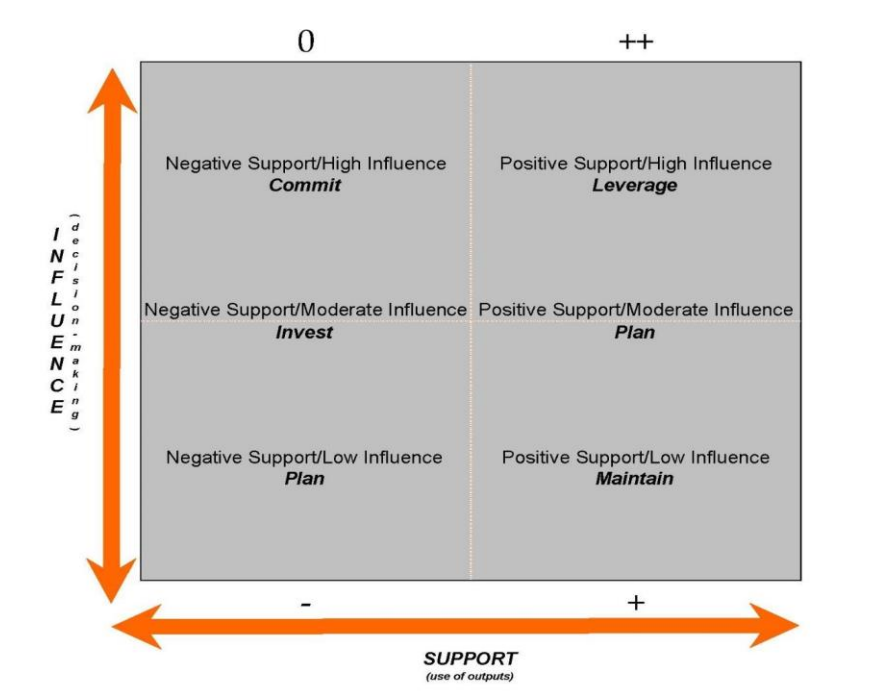 0 ++
Negative Support/High Influence
Commit
Positive Support/High Influence
Leverage
INFLUENCE
(decision-making)
Negative Support/Moderate Influence
Invest
Positive Support/Moderate Influence
Plan
Negative Support/Low Influence
Plan
Positive Support/Low Influence
Maintain
- +
SUPPORT
(use of outputs)